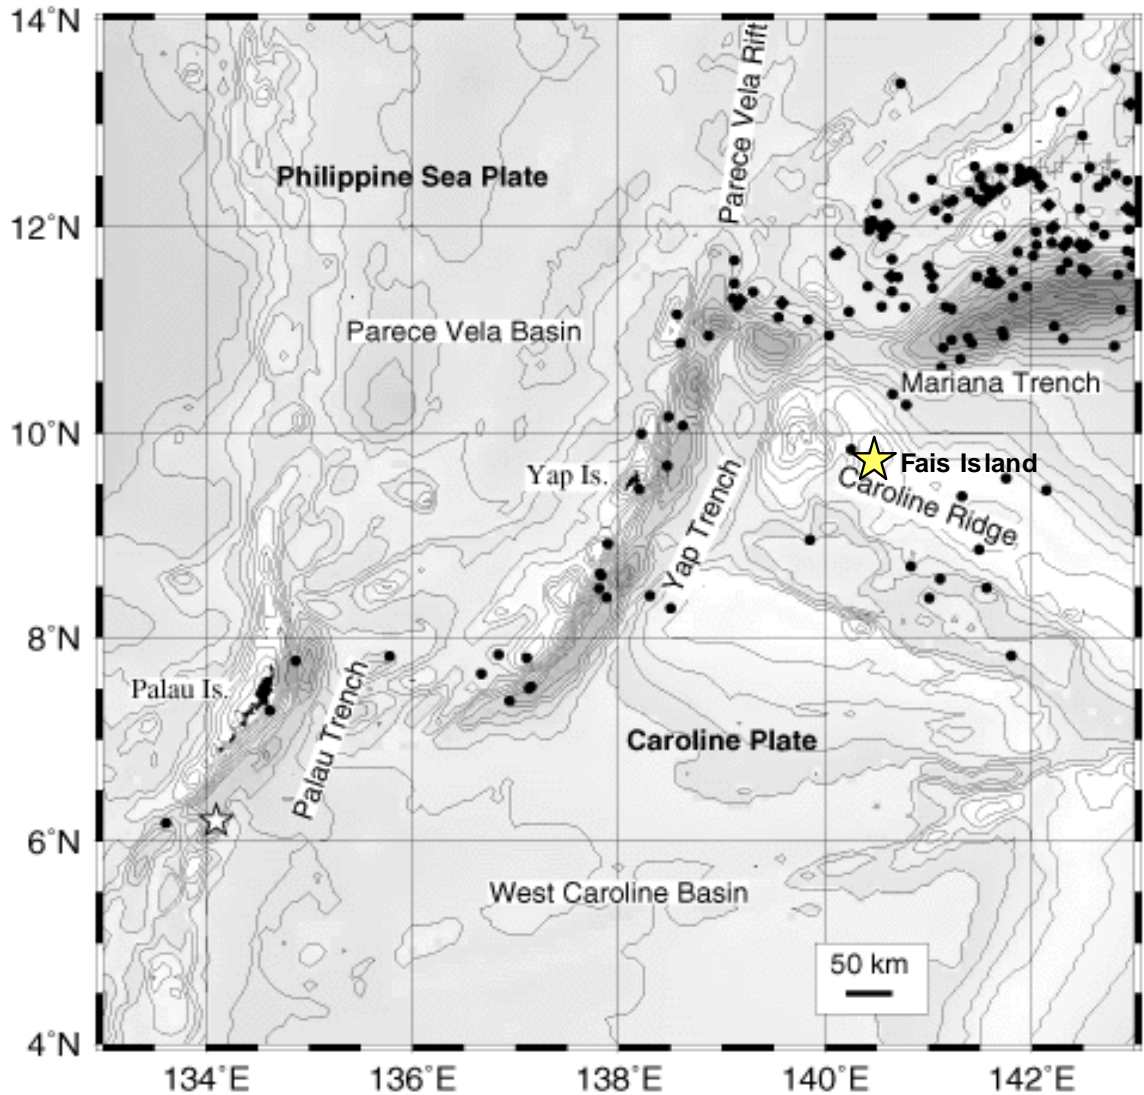 14°N
Parece Vela Rift
Philippine Sea Plate
12°N
Parece Vela Basin
Mariana Trench
10°N
Fais Island
Yap Is.
Caroline Ridge
Yap Trench
8°N
Palau Is.
Palau Trench
Caroline Plate
6°N
West Caroline Basin
50 km
4°N
134°E
136°E
138°E
140°E
142°E